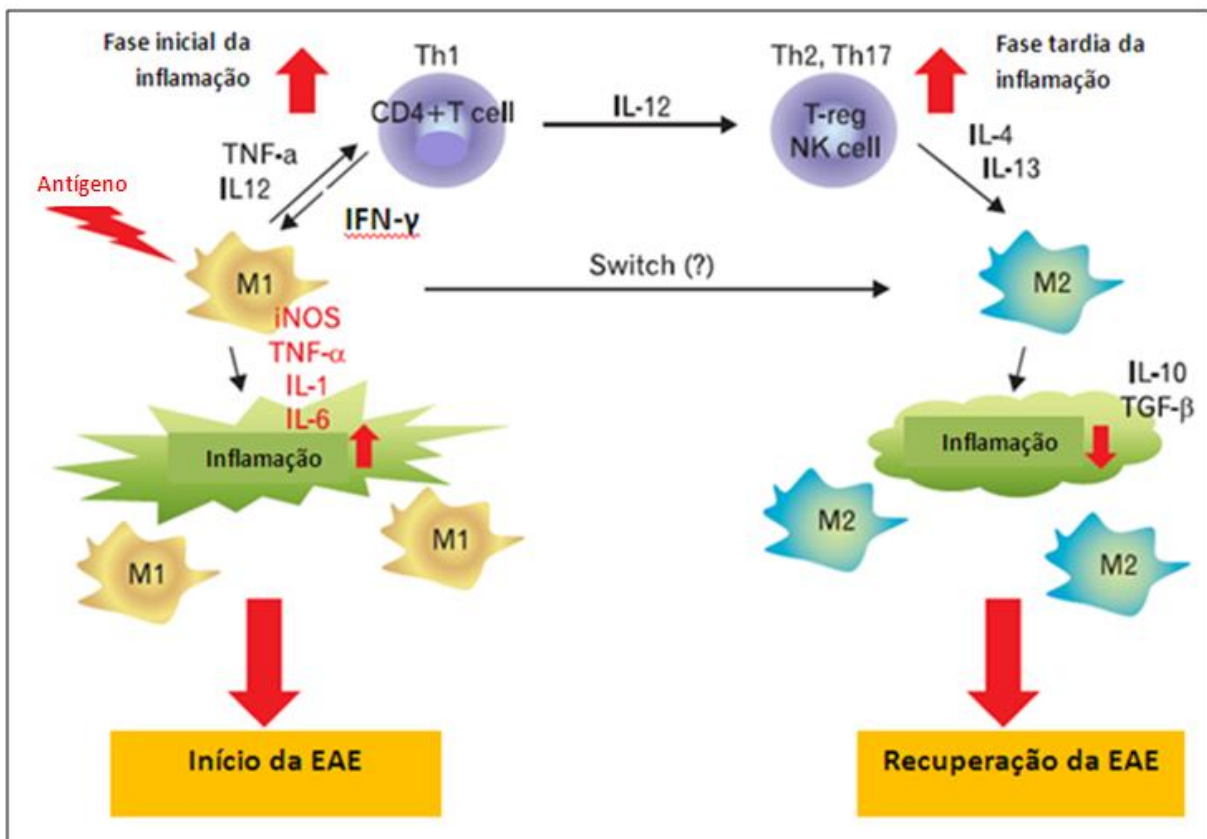 Fase inicial da
inflamação
Th1
CD4+T cell
IL-12
Th2, Th17
T-reg
NK cell
Fase tardia da
inflamação
TNF-a
IL12
IFN-γ
IL-4
IL-13
Antígeno
M1
Switch (?)
M2
iNOS
TNF-α
IL-1
IL-6
Inflamação
IL-10
TGF-β
Inflamação
M1
M1
M2
M2
Início da EAE
Recuperação da EAE